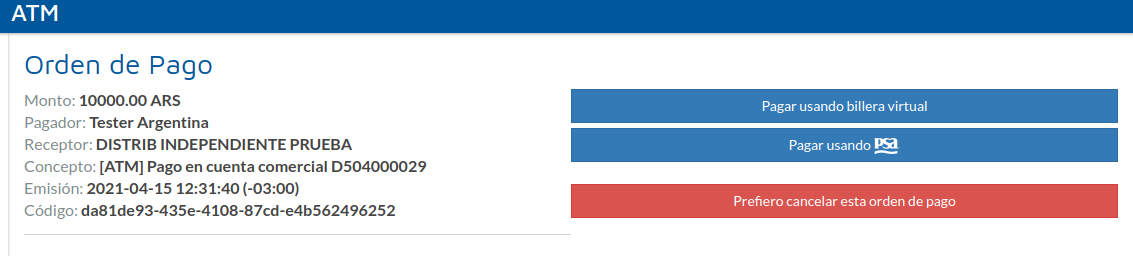 ATM
Orden de Pago
Monto: 10000.00 ARS
Pagador: Tester Argentina
Receptor: DISTRIB INDEPENDIENTE PRUEBA
Concepto: [ATM] Pago en cuenta comercial D504000029
Emisión: 2021-04-15 12:31:40 (-03:00)
Código: da81de93-435e-4108-87cd-e4b562496252
Pagar usando billera virtual
Pagar usando psa
Prefiero cancelar esta orden de pago